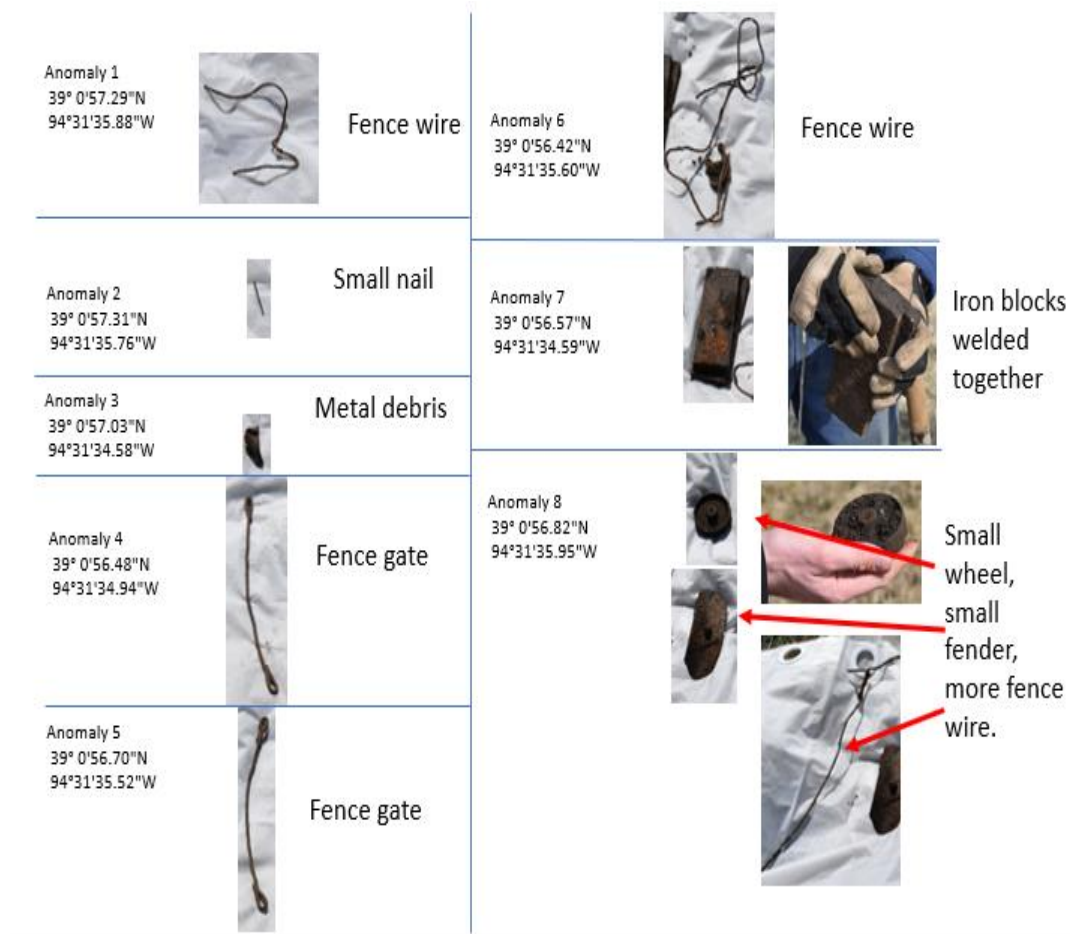 Anomaly 1
39° 0'57.29"N
94°31'35.88"W
Fence wire
Anomaly 2
39° 0'57.31"N
94°31'35.76"W
Small nail
Anomaly 3
39° 0'57.03"N
94°31'34.58"W
Metal debris
Anomaly 4
39° 0'56.48"N
94°31'34.94"W
Fence gate
Anomaly 5
39° 0'56.70"N
94°31'35.52"W
Fence gate
Anomaly 6
39° 0'56.42"N
94°31'35.60"W
Fence wire
Anomaly 7
39° 0'56.57"N
94°31'34.59"W
Iron blocks
welded
together
Anomaly 8
39° 0'56.82"N
94°31'35.95"W
Small
wheel,
small
fender,
more fence
wire.